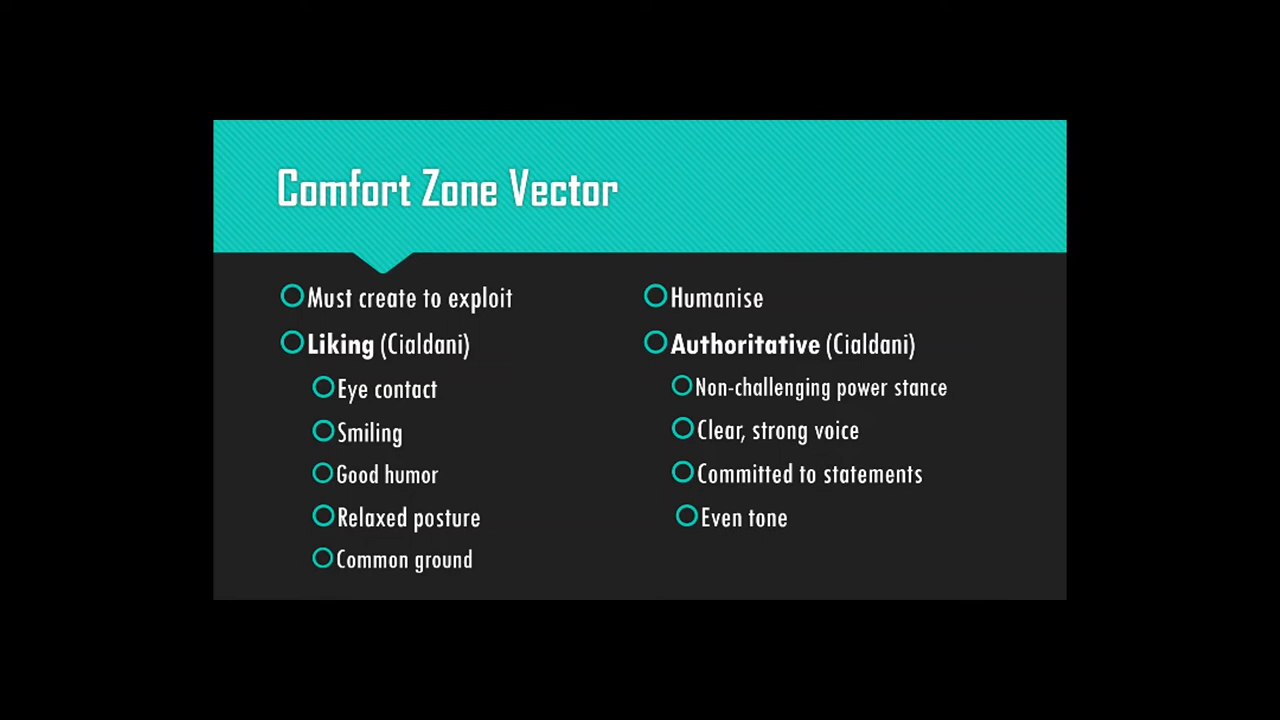 Comfort Zone Vector
Must create to exploit
Liking (Cialdani)
Eye contact
Smiling
Good humor
Relaxed posture
Common ground
Humanise
Authoritative (Cialdani)
Non-challenging power stance
Clear, strong voice
Committed to statements
Even tone